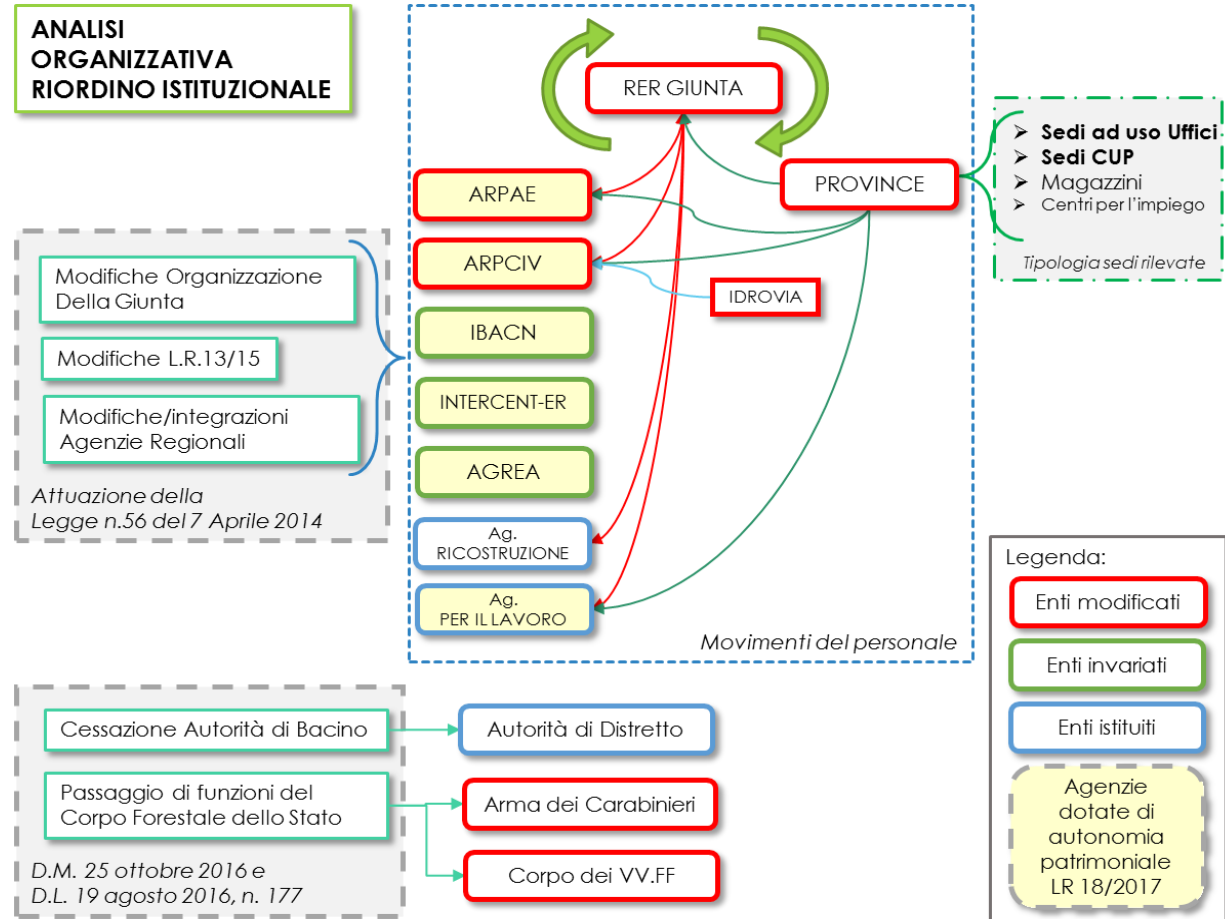 ANALISI
ORGANIZZATIVA
RIORDINO ISTITUZIONALE
RER GIUNTA
PROVINCE
Sedi ad uso Uffici
Sedi CUP
Magazzini
Centri per l'impiego
Tipologia sedi rilevate
ARPAE
ARPCIV
IDROVIA
IBACN
INTERCENT-ER
AGREA
Ag.
RICOSTRUZIONE
Ag.
PER IL LAVORO
Movimenti del personale
Modifiche Organizzazione
Della Giunta
Modifiche L.R.13/15
Modifiche/integrazioni
Agenzie Regionali
Attuazione della
Legge n.56 del 7 Aprile 2014
Cessazione Autorità di Bacino
Autorità di Distretto
Passaggio di funzioni del
Corpo Forestale dello Stato
Arma dei Carabinieri
Corpo dei VV.FF
D.M. 25 ottobre 2016 e
D.L. 19 agosto 2016, n. 177
Legenda:
Enti modificati
Enti invariati
Enti istituiti
Agenzie
dotate di
autonomia
patrimoniale
LR 18/2017